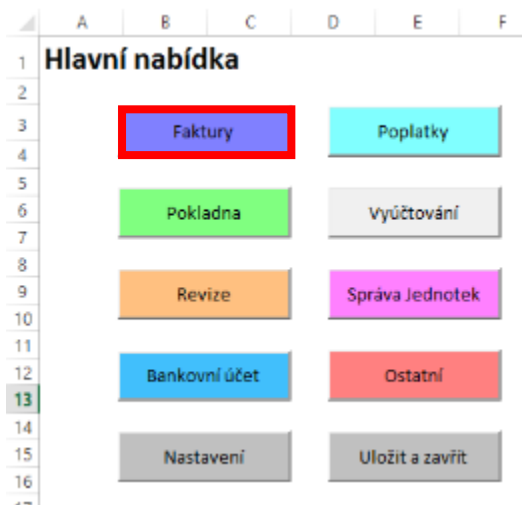 A B C D E F
1 Hlavní nabídka
2
3 Faktury Poplatky
4
5
6 Pokladna Vyúčtování
7
8
9 Revize Správa Jednotek
10
11
12 Bankovní účet Ostatní
13
14
15 Nastavení Uložit a zavřít
16
17